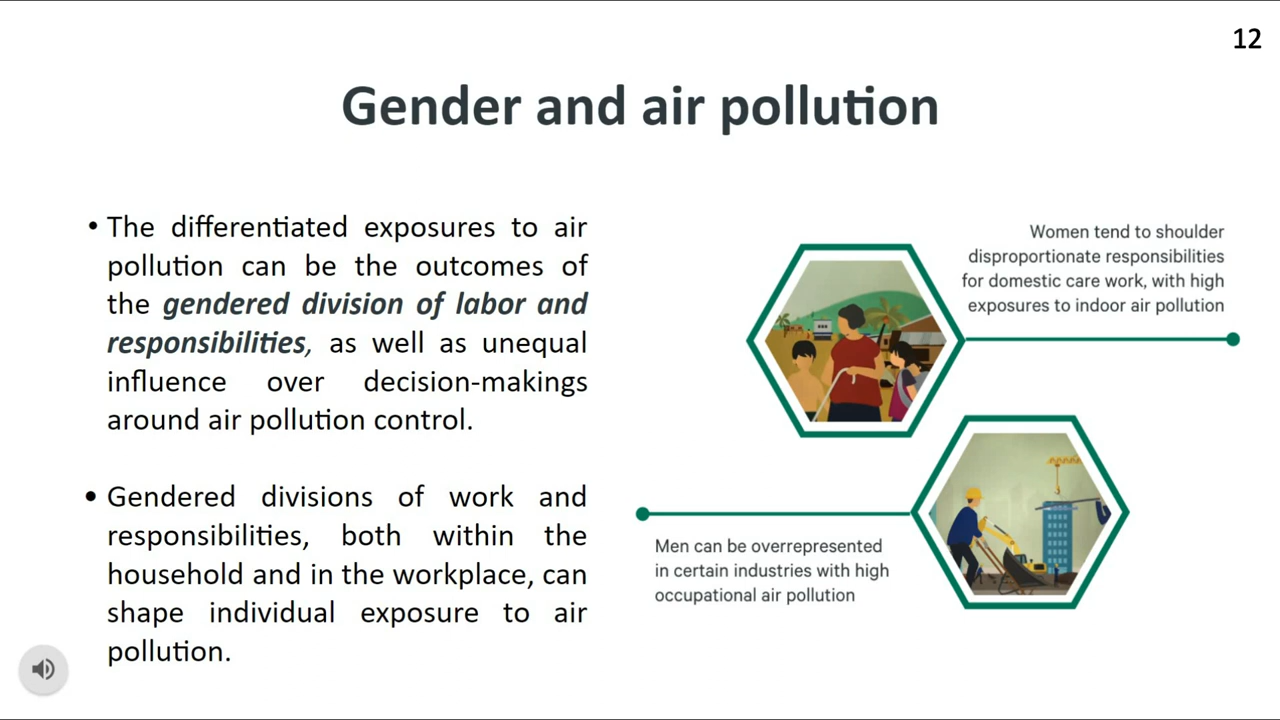 12
Gender and air pollution
• The differentiated exposures to air
pollution can be the outcomes of
the gendered division of labor and
responsibilities, as well as unequal
influence over decision-makings
around air pollution control.
• Gendered divisions of work and
responsibilities, both within the
household and in the workplace, can
shape individual exposure to air
pollution.
Women tend to shoulder
disproportionate responsibilities
for domestic care work, with high
exposures to indoor air pollution
Men can be overrepresented
in certain industries with high
occupational air pollution